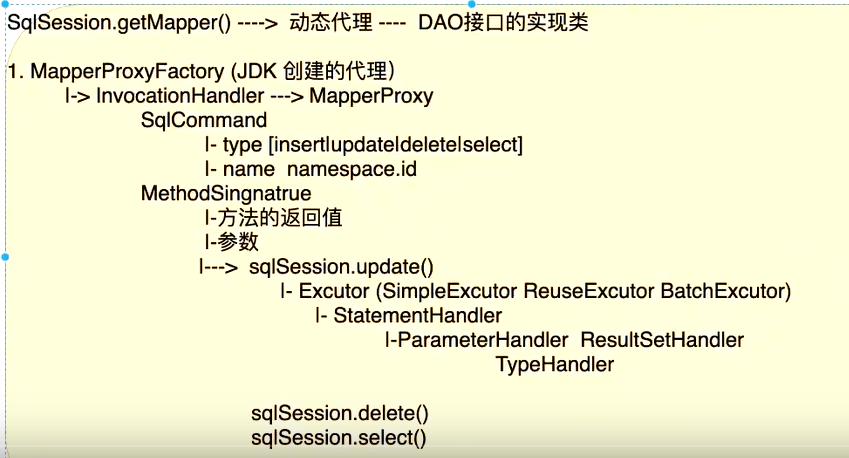 SqlSession.getMapper() ----> 动态代理 ---- DAO接口的实现类
1. MapperProxyFactory (JDK 创建的代理)
|-> InvocationHandler ---> MapperProxy
SqlCommand
|- type [insert|update|delete|select]
|- name namespace.id
MethodSingnatrue
|-方法的返回值
|-参数
|---> sqlSession.update()
|- Excutor (SimpleExcutor ReuseExcutor BatchExcutor)
|- StatementHandler
|-ParameterHandler ResultSetHandler
TypeHandler
sqlSession.delete()
sqlSession.select()